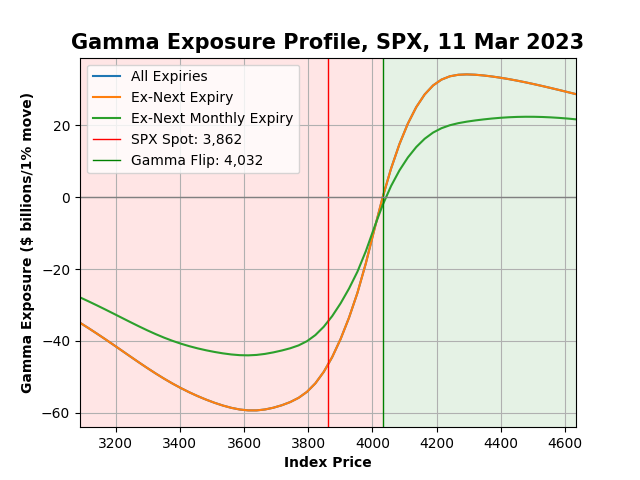 Gamma Exposure Profile, SPX, 11 Mar 2023
All Expiries
Ex-Next Expiry
Ex-Next Monthly Expiry
SPX Spot: 3,862
Gamma Flip: 4,032
Gamma Exposure ($ billions/1% move)
20
0
−20
−40
−60
3200 3400 3600 3800 4000 4200 4400 4600
Index Price